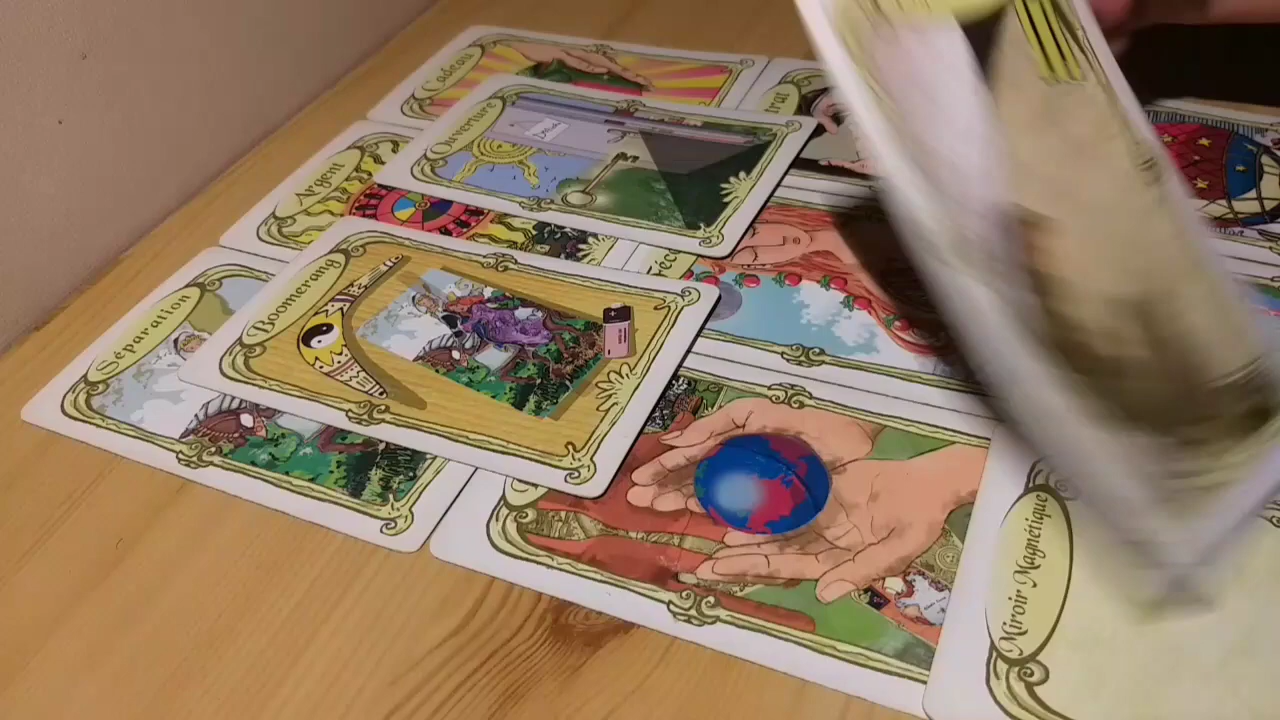 Cadeau
Ouverture
Argent
Boomerang
Séparation
Miroir Magnétique